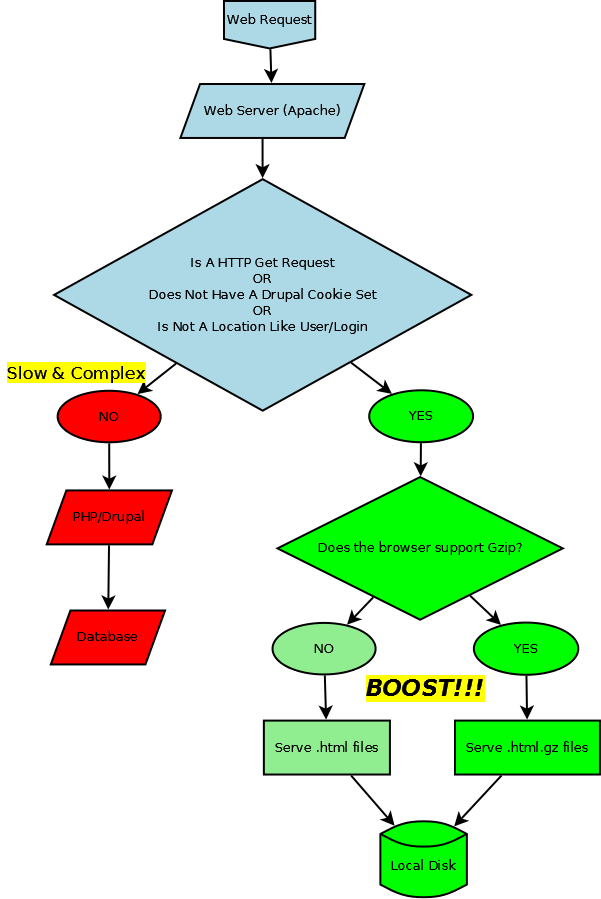 Web Request
Web Server (Apache)
Is A HTTP Get Request
OR
Does Not Have A Drupal Cookie Set
OR
Is Not A Location Like User/Login
Slow & Complex
NO
YES
PHP/Drupal
Does the browser support Gzip?
Database
NO
YES
BOOST!!!
Serve .html files
Serve .html.gz files
Local Disk